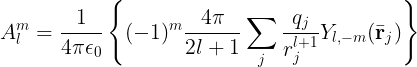 $A_l^m = \frac{1}{4\pi\epsilon_0} \left\{ (-1)^m \frac{4\pi}{2l+1} \sum_j \frac{q_j}{r_j^{l+1}} Y_{l,-m}(\bar{\mathbf{r}}_j) \right\}$